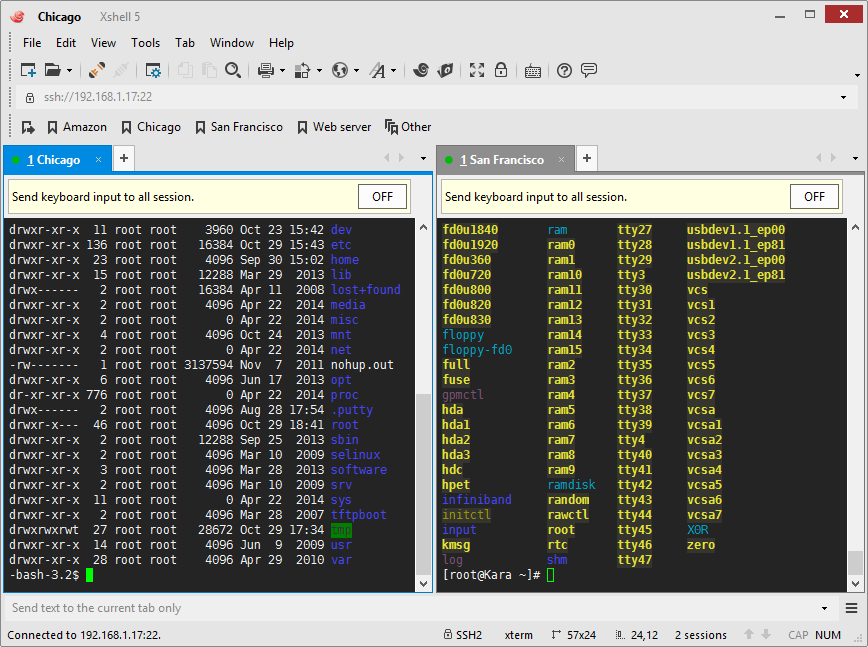 Chicago Xshell 5
File Edit View Tools Tab Window Help
ssh://192.168.1.17:22
Amazon Chicago San Francisco Web server Other
1 Chicago × +
Send keyboard input to all session. OFF
drwxr-xr-x 11 root root 3960 Oct 23 15:42 dev
drwxr-xr-x 136 root root 16384 Oct 29 15:43 etc
drwxr-xr-x 23 root root 4096 Sep 30 15:02 home
drwxr-xr-x 15 root root 12288 Mar 29 2013 lib
drwx------ 2 root root 16384 Apr 11 2008 lost+found
drwxr-xr-x 2 root root 4096 Apr 22 2014 media
drwxr-xr-x 2 root root 0 Apr 22 2014 misc
drwxr-xr-x 4 root root 4096 Oct 24 2013 mnt
drwxr-xr-x 2 root root 0 Apr 22 2014 net
-rw------- 1 root root 3137594 Nov 7 2011 nohup.out
drwxr-xr-x 6 root root 4096 Jun 17 2013 opt
dr-xr-xr-x 776 root root 0 Apr 22 2014 proc
drwx------ 2 root root 4096 Aug 28 17:54 .putty
drwxr-x--- 46 root root 4096 Oct 29 18:41 root
drwxr-xr-x 2 root root 12288 Sep 25 2013 sbin
drwxr-xr-x 2 root root 4096 Mar 10 2009 selinux
drwxr-xr-x 3 root root 4096 Mar 28 2013 software
drwxr-xr-x 2 root root 4096 Mar 10 2009 srv
drwxr-xr-x 11 root root 0 Apr 22 2014 sys
drwxr-xr-x 2 root root 4096 Mar 28 2007 tftpboot
drwxrwxrwt 27 root root 28672 Oct 29 17:34 tmp
drwxr-xr-x 14 root root 4096 Jun 9 2009 usr
drwxr-xr-x 28 root root 4096 Apr 29 2010 var
-bash-3.2$
1 San Francisco × +
Send keyboard input to all session. OFF
fd0u1840 ram tty27 usbdev1.1_ep00
fd0u1920 ram0 tty28 usbdev1.1_ep81
fd0u360 ram1 tty29 usbdev2.1_ep00
fd0u720 ram10 tty3 usbdev2.1_ep81
fd0u800 ram11 tty30 vcs
fd0u820 ram12 tty31 vcs1
fd0u830 ram13 tty32 vcs2
floppy ram14 tty33 vcs3
floppy-fd0 ram15 tty34 vcs4
full ram2 tty35 vcs5
fuse ram3 tty36 vcs6
gpmctl ram4 tty37 vcs7
hda ram5 tty38 vcsa
hda1 ram6 tty39 vcsa1
hda2 ram7 tty4 vcsa2
hda3 ram8 tty40 vcsa3
hdc ram9 tty41 vcsa4
hpet ramdisk tty42 vcsa5
infiniband random tty43 vcsa6
initctl rawctl tty44 vcsa7
input root tty45 X0R
kmsg rtc tty46 zero
log shm tty47
[root@Kara ~]#
Send text to the current tab only
Connected to 192.168.1.17:22. SSH2 xterm 57x24 24,12 2 sessions CAP NUM